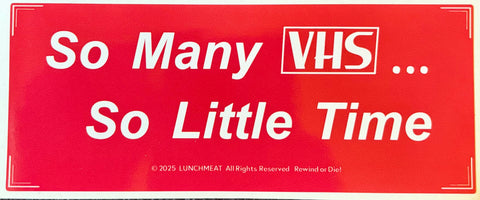 So Many VHS ...
So Little Time
© 2025 LUNCHMEAT All Rights Reserved Rewind or Die!